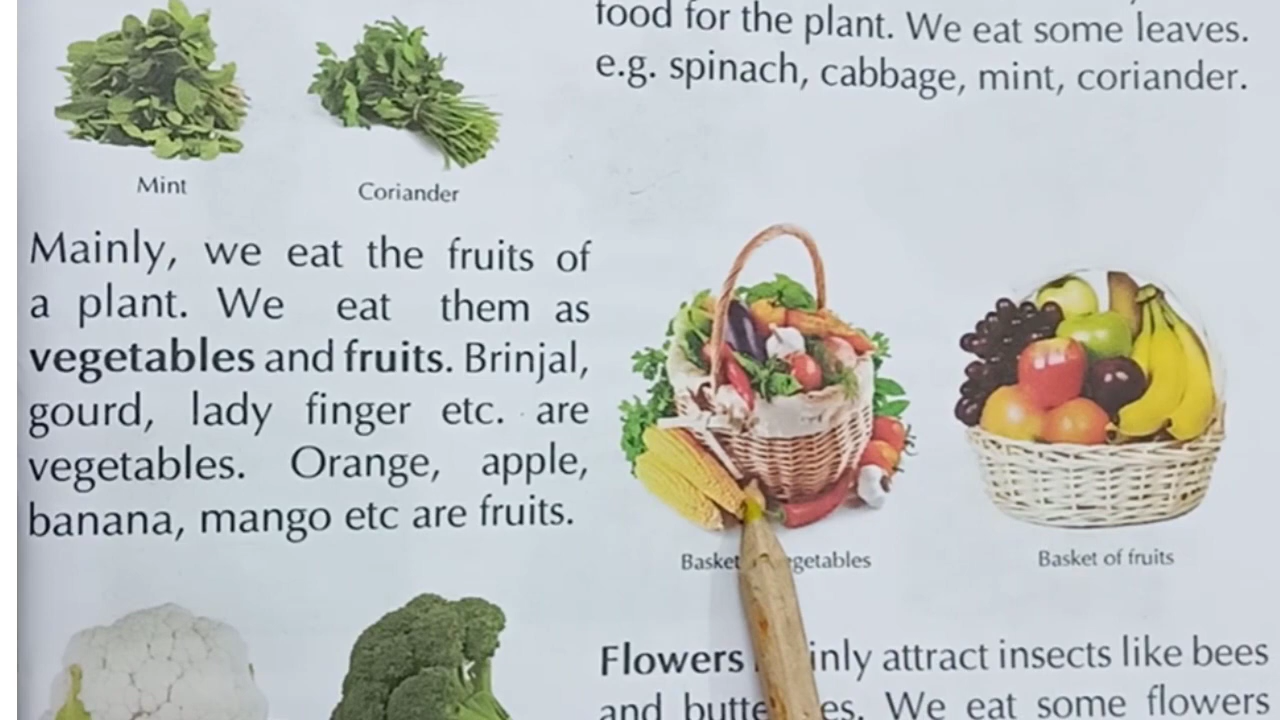 food for the plant. We eat some leaves.
e.g. spinach, cabbage, mint, coriander.
Mint
Coriander
Mainly, we eat the fruits of
a plant. We eat them as
vegetables and fruits. Brinjal,
gourd, lady finger etc. are
vegetables. Orange, apple,
banana, mango etc are fruits.
Basket getables
Basket of fruits
Flowers inly attract insects like bees
and butte es. We eat some flowers